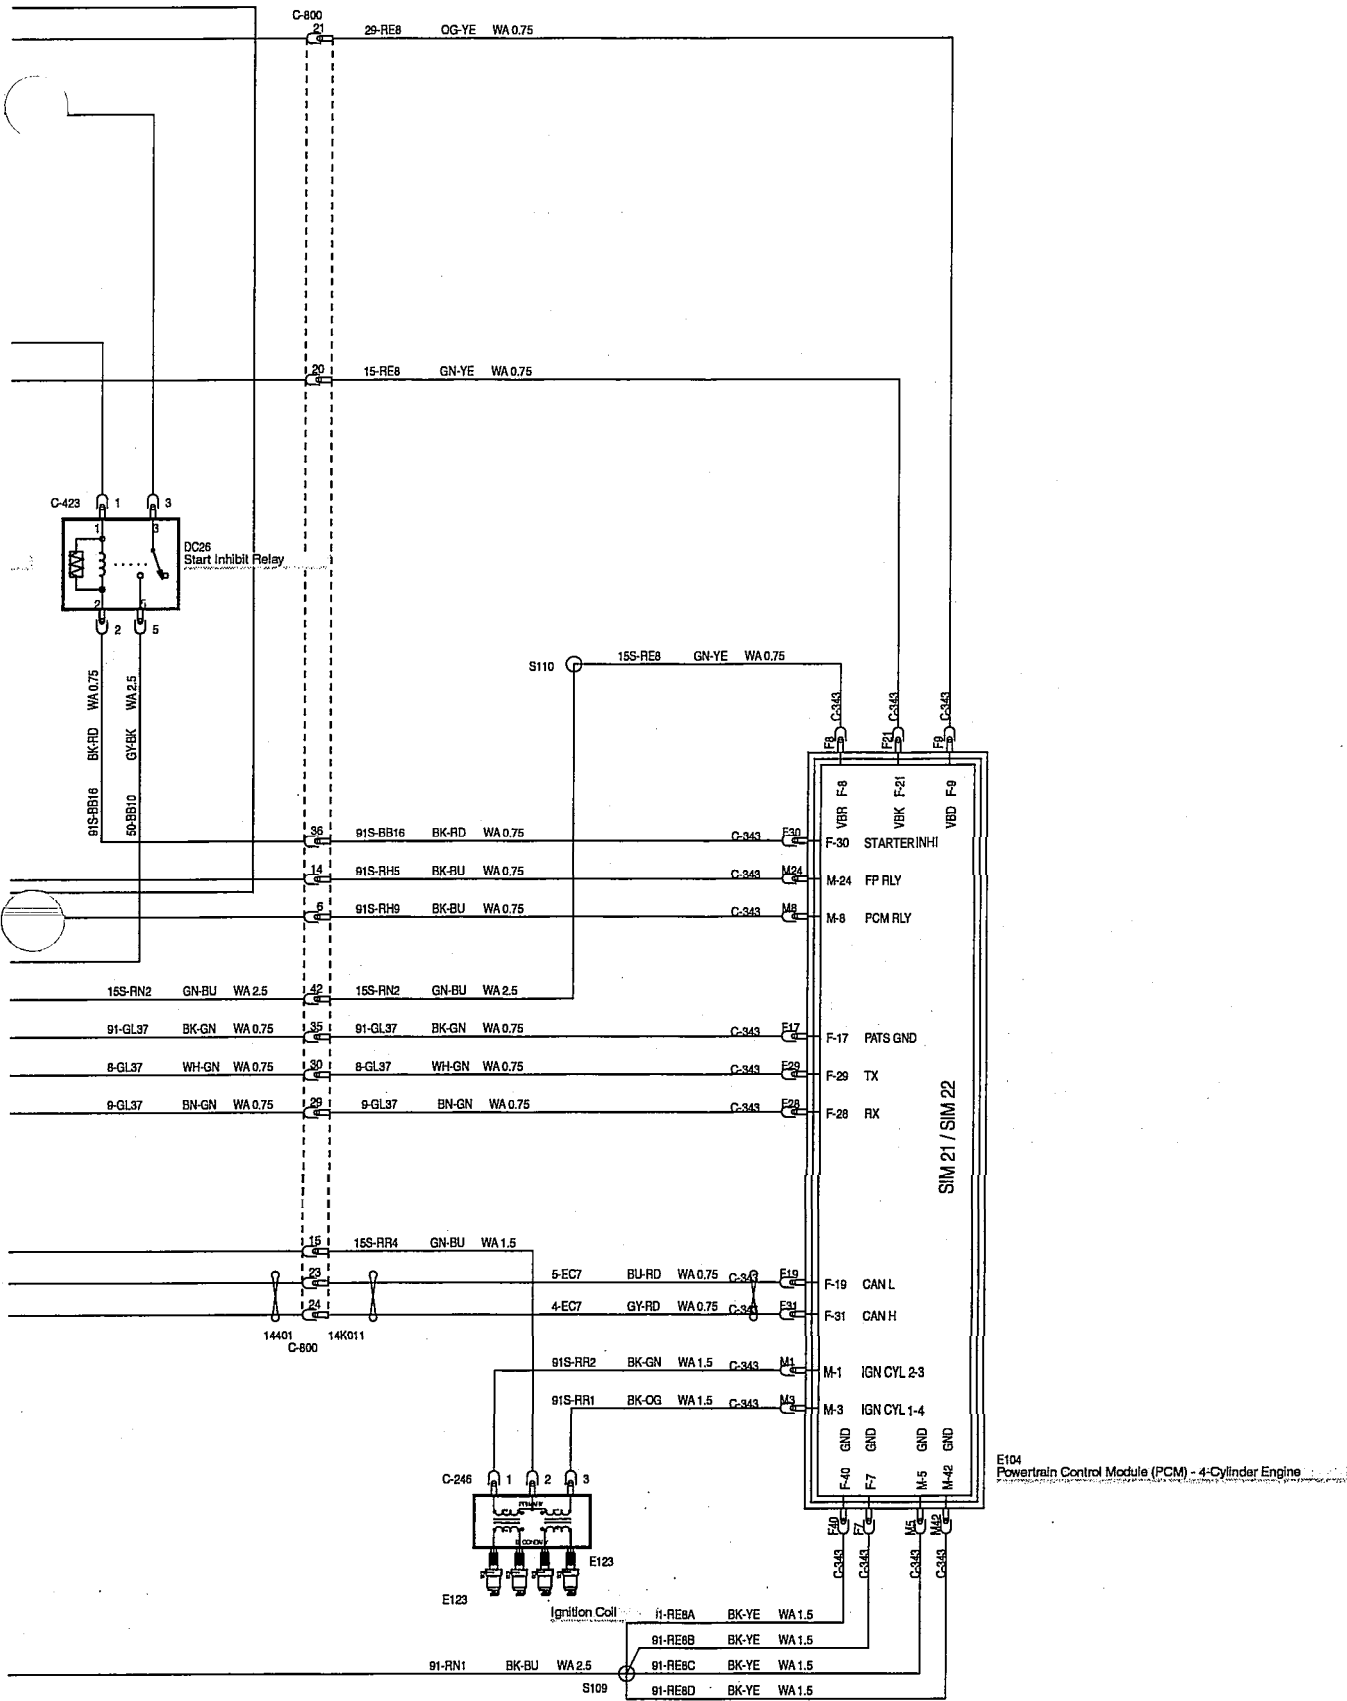 C-800
21 29-RE8 OG-YE WA 0.75
20 15-RE8 GN-YE WA 0.75
C-423 1 3
1 3
DC26
Start Inhibit Relay
2 5
2 5
91S-BB16 BK-RD WA 0.75
50-BB10 GY-BK WA 2.5
S110 15S-RE8 GN-YE WA 0.75
C-343 C-343 C-343
F8 F21 F9
VBR F-8
VBK F-21
VBD F-9
36 91S-BB16 BK-RD WA 0.75 C-343 F30 F-30 STARTER INHI
14 91S-RH5 BK-BU WA 0.75 C-343 M24 M-24 FP RLY
6 91S-RH9 BK-BU WA 0.75 C-343 M8 M-8 PCM RLY
15S-RN2 GN-BU WA 2.5 42 15S-RN2 GN-BU WA 2.5
91-GL37 BK-GN WA 0.75 35 91-GL37 BK-GN WA 0.75 C-343 F17 F-17 PATS GND
8-GL37 WH-GN WA 0.75 30 8-GL37 WH-GN WA 0.75 C-343 F29 F-29 TX
9-GL37 BN-GN WA 0.75 29 9-GL37 BN-GN WA 0.75 C-343 F28 F-28 RX
SIM 21 / SIM 22
15 15S-RR4 GN-BU WA 1.5
23 5-EC7 BU-RD WA 0.75 C-343 F19 F-19 CAN L
24 4-EC7 GY-RD WA 0.75 C-343 F31 F-31 CAN H
14401 14K011
C-800
91S-RR2 BK-GN WA 1.5 C-343 M1 M-1 IGN CYL 2-3
91S-RR1 BK-OG WA 1.5 C-343 M3 M-3 IGN CYL 1-4
F-40 GND
F-7 GND
M-5 GND
M-42 GND
E104
Powertrain Control Module (PCM) - 4-Cylinder Engine
C-246 1 2 3
F40 F7 M5 M42
C-343 C-343 C-343 C-343
E123
E123
Ignition Coil
1-RE8A BK-YE WA 1.5
91-RE8B BK-YE WA 1.5
91-RN1 BK-BU WA 2.5 91-RE8C BK-YE WA 1.5
S109 91-RE8D BK-YE WA 1.5